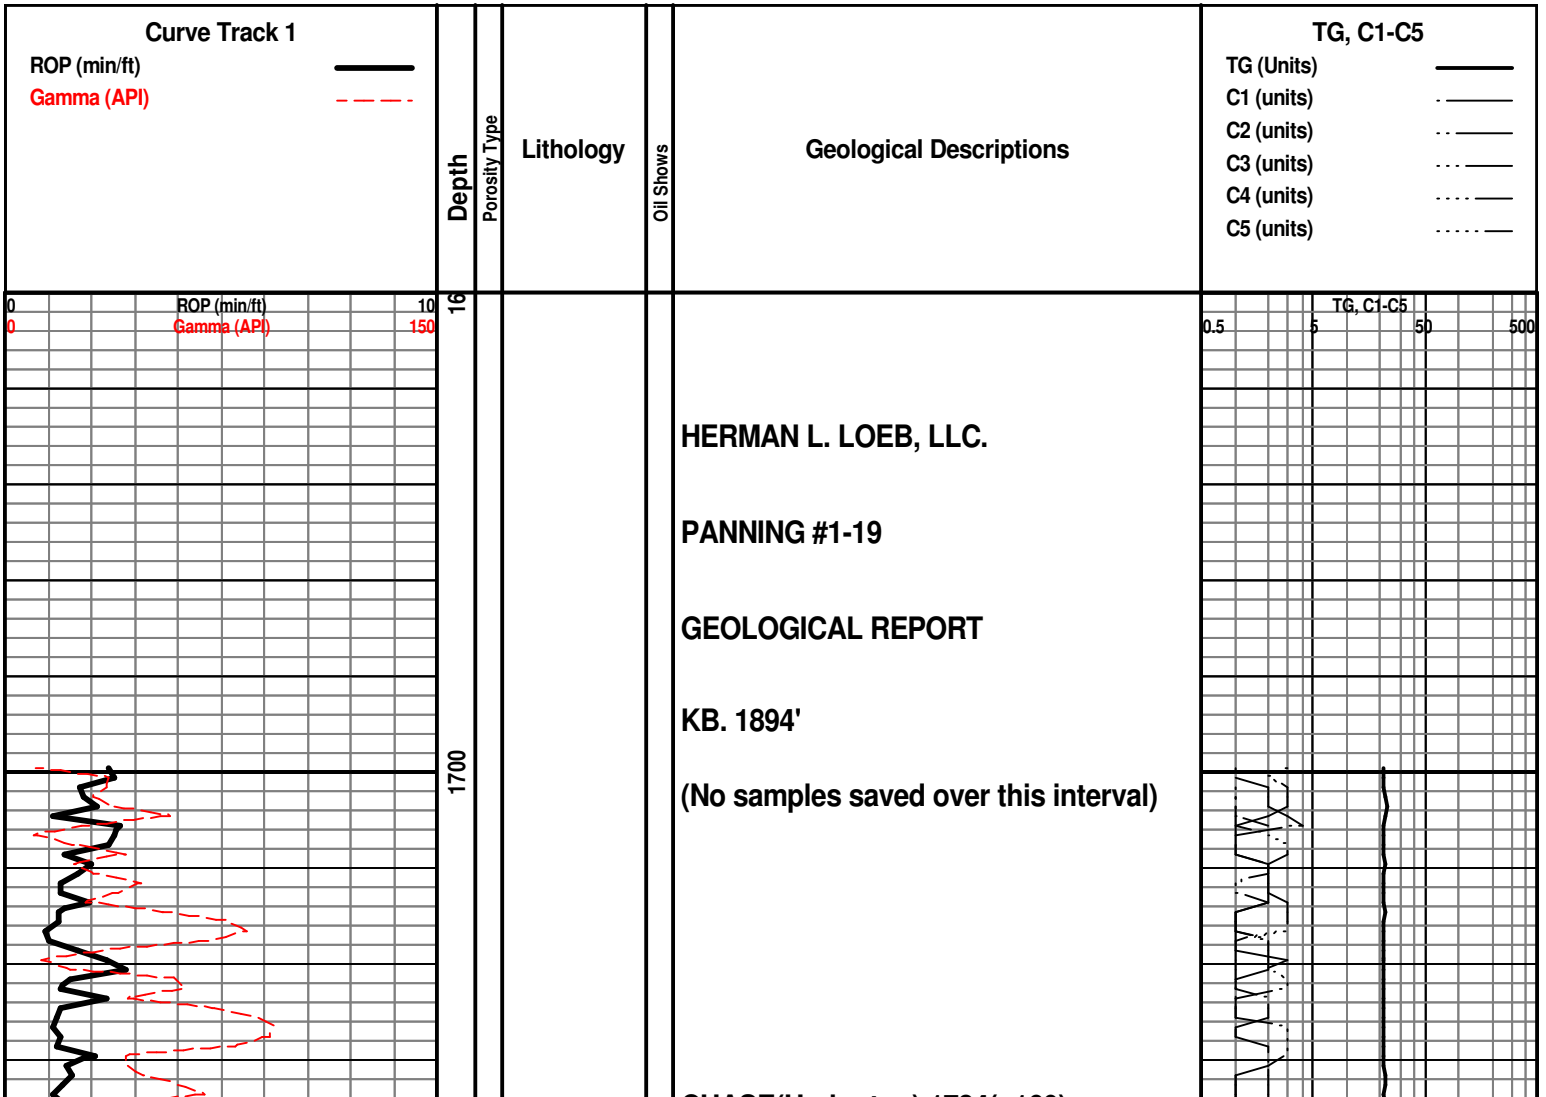 Curve Track 1
ROP (min/ft)
Gamma (API)
Depth
Porosity Type
Lithology
Oil Shows
Geological Descriptions
TG, C1-C5
TG (Units)
C1 (units)
C2 (units)
C3 (units)
C4 (units)
C5 (units)
0 ROP (min/ft) 10
0 Gamma (API) 150
16
TG, C1-C5
0.5 5 50 500
HERMAN L. LOEB, LLC.
PANNING #1-19
GEOLOGICAL REPORT
KB. 1894'
1700
(No samples saved over this interval)